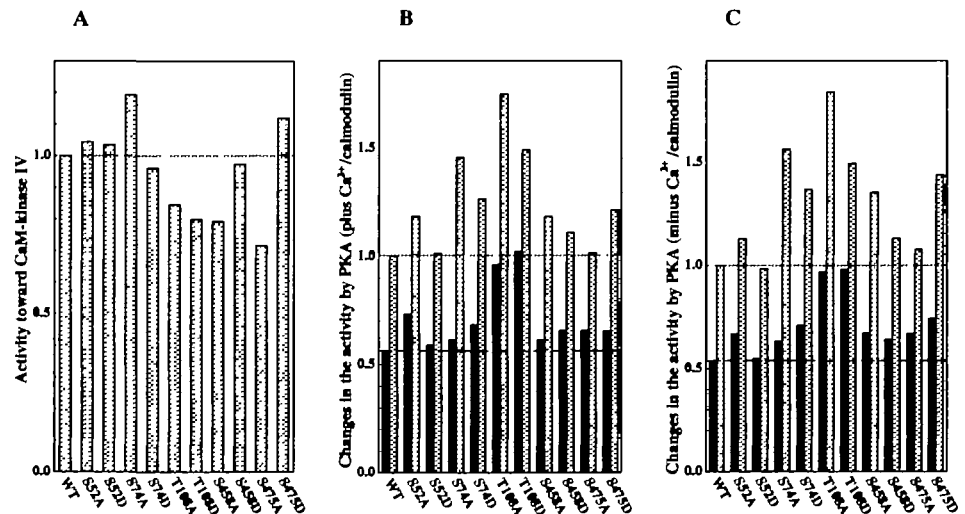 A
B
C
Activity toward CaM-kinase IV
1.0
0.5
0.0
WT
S52A
S52D
S74A
S74D
T108A
T108D
S458A
S458D
S475A
S475D
Changes in the activity by PKA (plus Ca²⁺/calmodulin)
1.5
1.0
0.5
0.0
WT
S52A
S52D
S74A
S74D
T108A
T108D
S458A
S458D
S475A
S475D
Changes in the activity by PKA (minus Ca²⁺/calmodulin)
1.5
1.0
0.5
0.0
WT
S52A
S52D
S74A
S74D
T108A
T108D
S458A
S458D
S475A
S475D